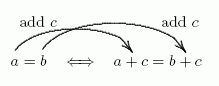 add c add c
a = b ⟺ a + c = b + c